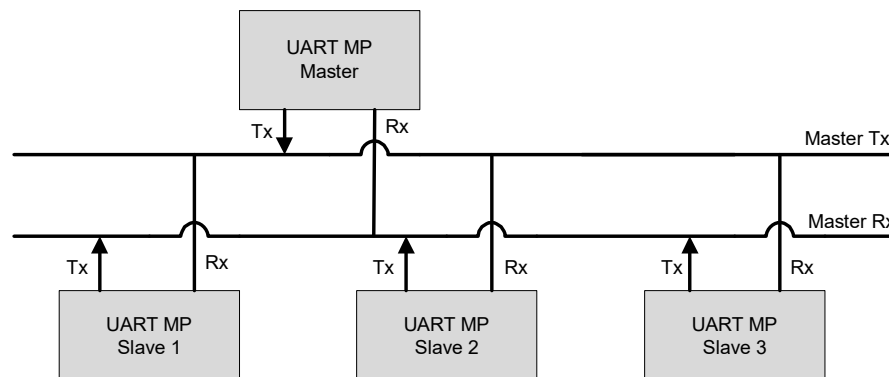 UART MP
Master
Tx
Rx
Master Tx
Master Rx
Tx
Rx
Tx
Rx
Tx
Rx
UART MP
Slave 1
UART MP
Slave 2
UART MP
Slave 3